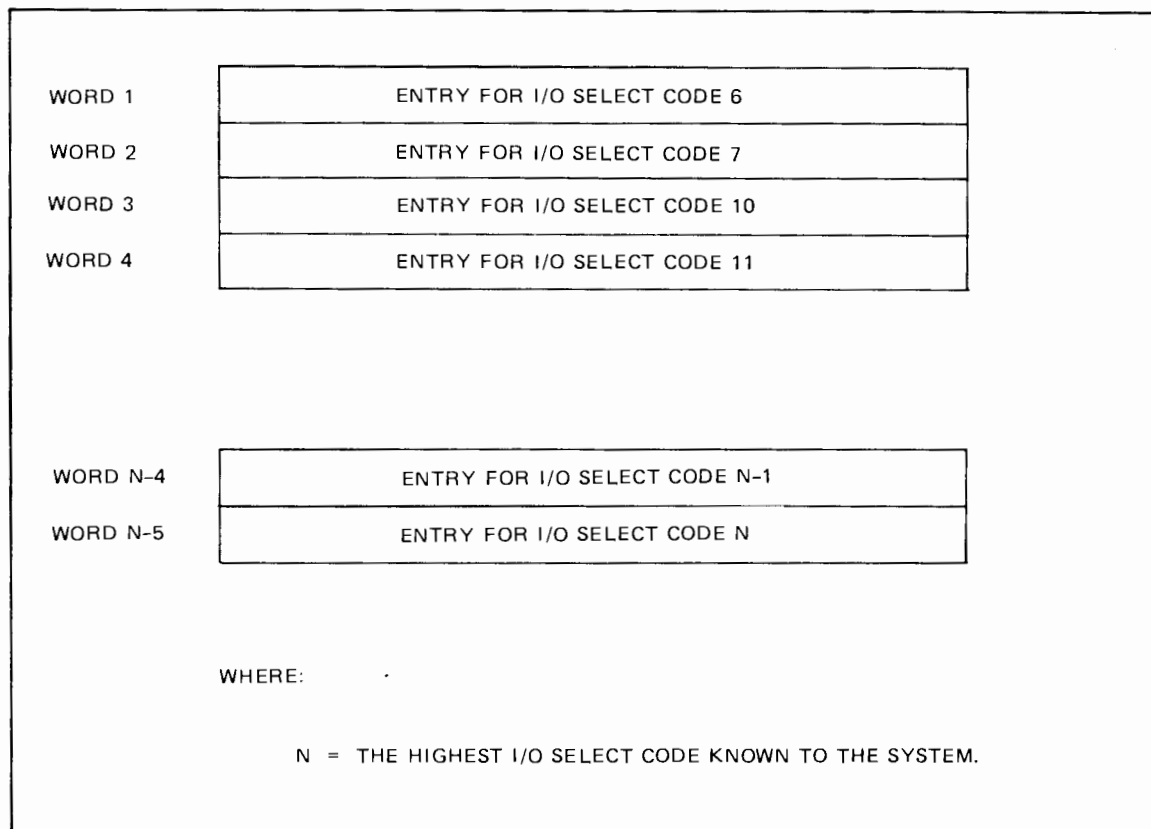 WORD 1 ENTRY FOR I/O SELECT CODE 6
WORD 2 ENTRY FOR I/O SELECT CODE 7
WORD 3 ENTRY FOR I/O SELECT CODE 10
WORD 4 ENTRY FOR I/O SELECT CODE 11
WORD N-4 ENTRY FOR I/O SELECT CODE N-1
WORD N-5 ENTRY FOR I/O SELECT CODE N
WHERE:
N = THE HIGHEST I/O SELECT CODE KNOWN TO THE SYSTEM.